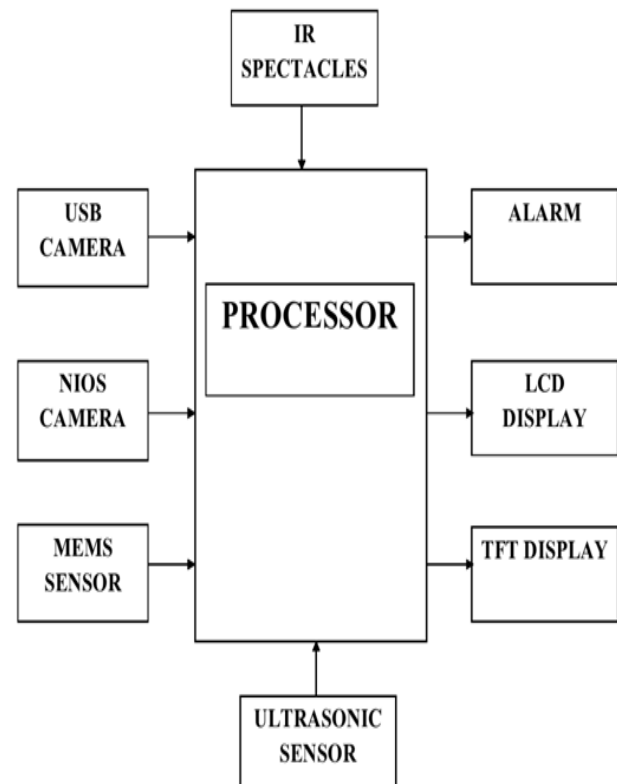 IR
SPECTACLES
USB
CAMERA
ALARM
PROCESSOR
NIOS
CAMERA
LCD
DISPLAY
MEMS
SENSOR
TFT DISPLAY
ULTRASONIC
SENSOR